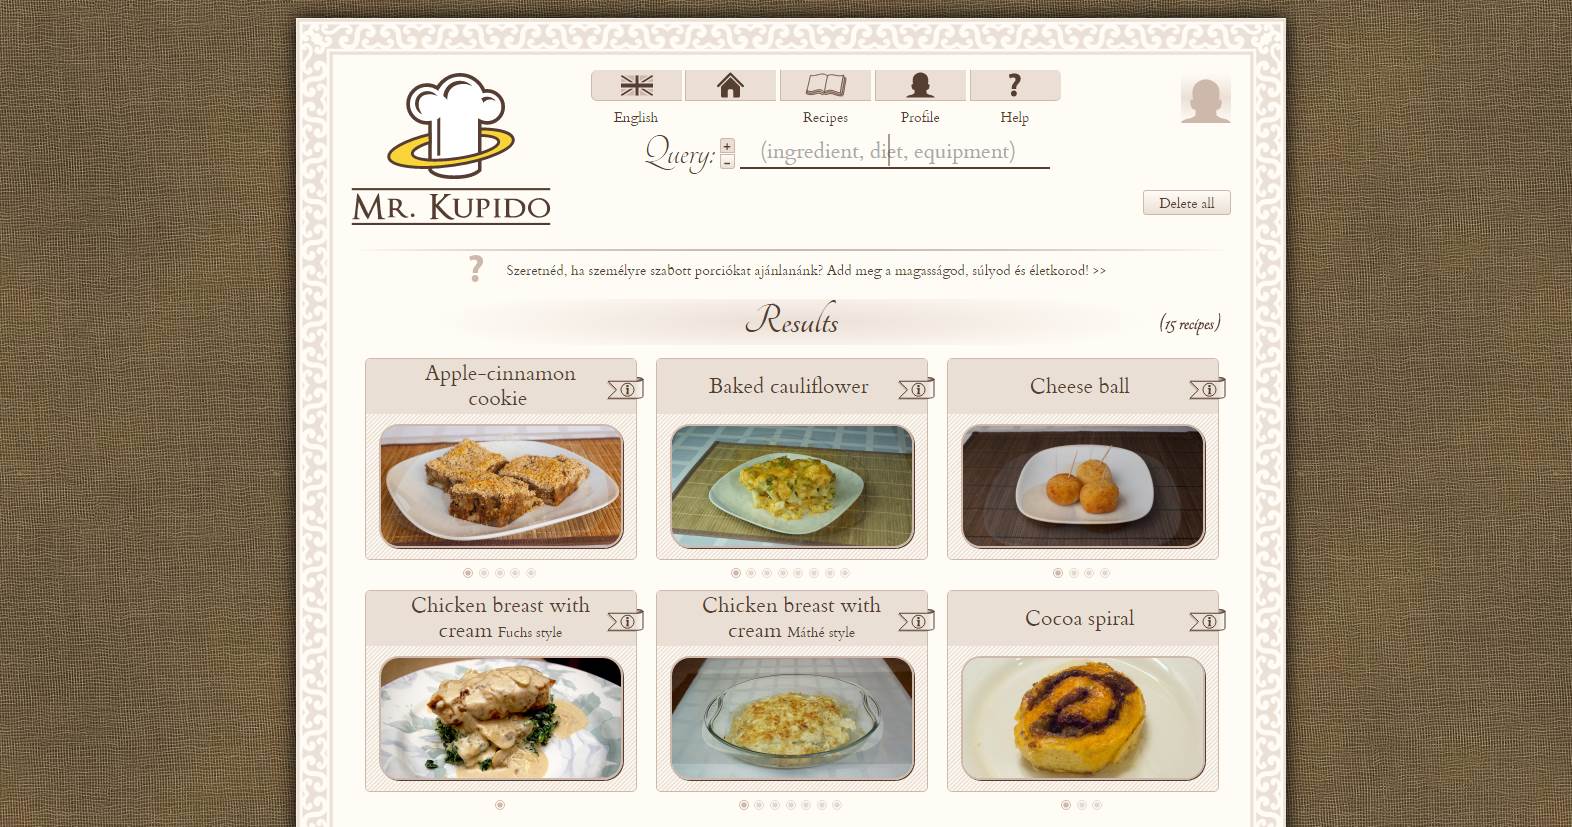 English
Recipes
Profile
?
Help
Query:
+
-
(ingredient, diet, equipment)
MR. KUPIDO
Delete all
? Szeretnéd, ha személyre szabott porciókat ajánlanánk? Add meg a magasságod, súlyod és életkorod! >>
Results
(15 recipes)
Apple-cinnamon
cookie
i
Baked cauliflower
i
Cheese ball
i
Chicken breast with
cream Fuchs style
i
Chicken breast with
cream Máthé style
i
Cocoa spiral
i